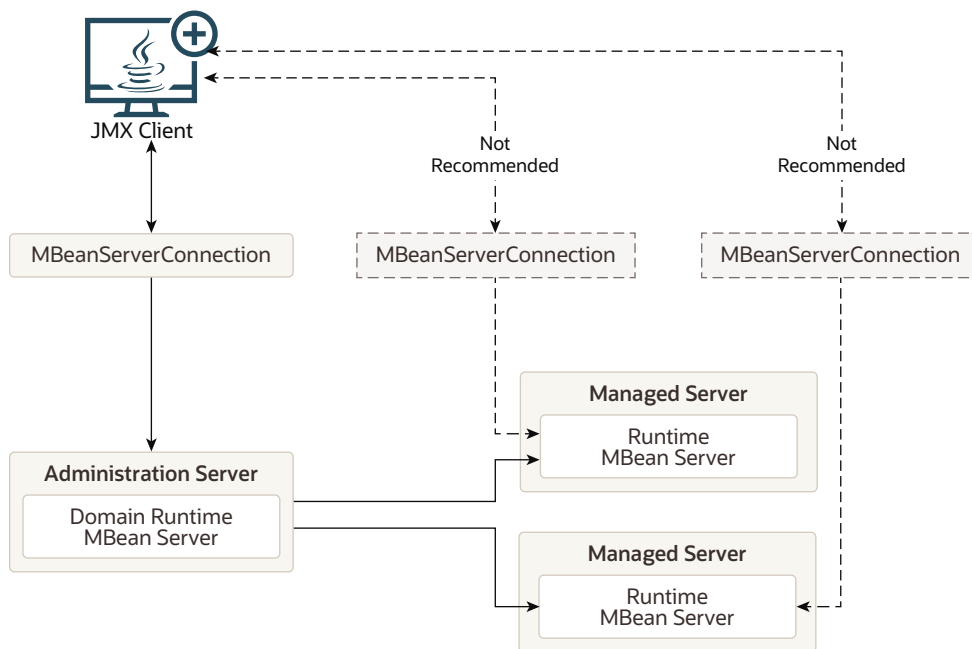 JMX Client
Not
Recommended
Not
Recommended
MBeanServerConnection
MBeanServerConnection
MBeanServerConnection
Managed Server
Runtime
MBean Server
Administration Server
Domain Runtime
MBean Server
Managed Server
Runtime
MBean Server